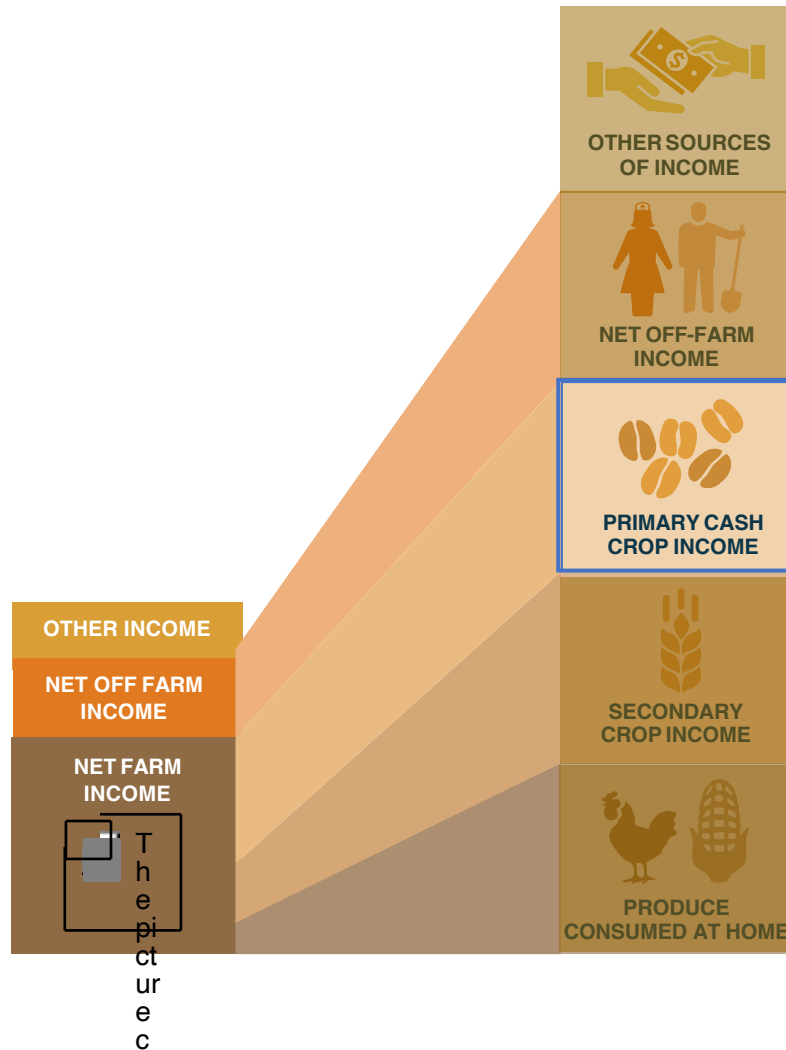 OTHER SOURCES
OF INCOME
NET OFF-FARM
INCOME
PRIMARY CASH
CROP INCOME
SECONDARY
CROP INCOME
PRODUCE
CONSUMED AT HOME
OTHER INCOME
NET OFF FARM
INCOME
NET FARM
INCOME
T
h
e
pi
ct
ur
e
c